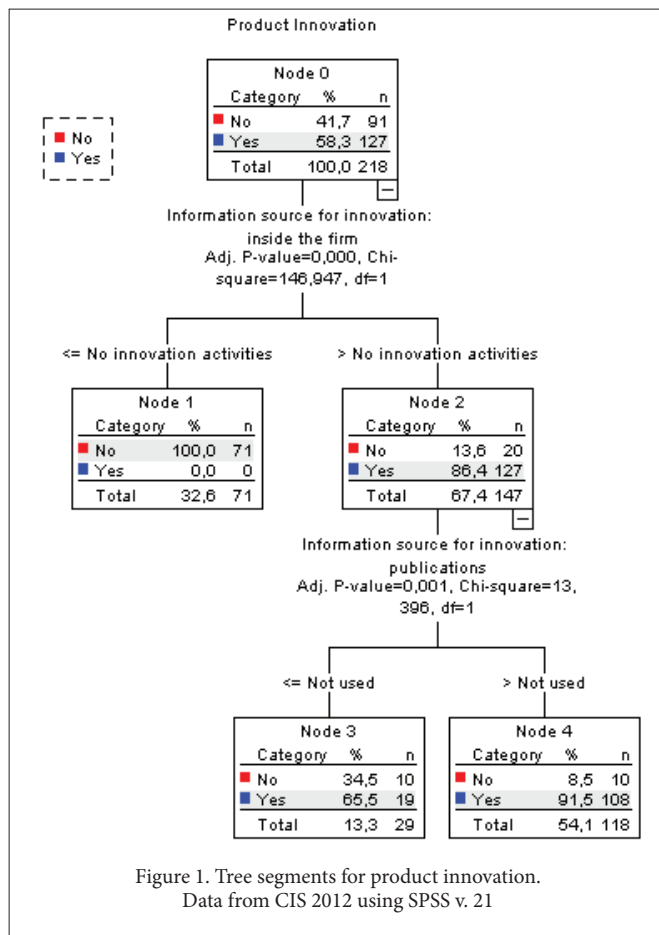 Product Innovation
Node 0
Category % n
No 41,7 91
Yes 58,3 127
Total 100,0 218
No
Yes
Information source for innovation:
inside the firm
Adj. P-value=0,000, Chi-
square=146,947, df=1
<= No innovation activities
> No innovation activities
Node 1
Category % n
No 100,0 71
Yes 0,0 0
Total 32,6 71
Node 2
Category % n
No 13,6 20
Yes 86,4 127
Total 67,4 147
Information source for innovation:
publications
Adj. P-value=0,001, Chi-square=13,
396, df=1
<= Not used
> Not used
Node 3
Category % n
No 34,5 10
Yes 65,5 19
Total 13,3 29
Node 4
Category % n
No 8,5 10
Yes 91,5 108
Total 54,1 118
Figure 1. Tree segments for product innovation.
Data from CIS 2012 using SPSS v. 21